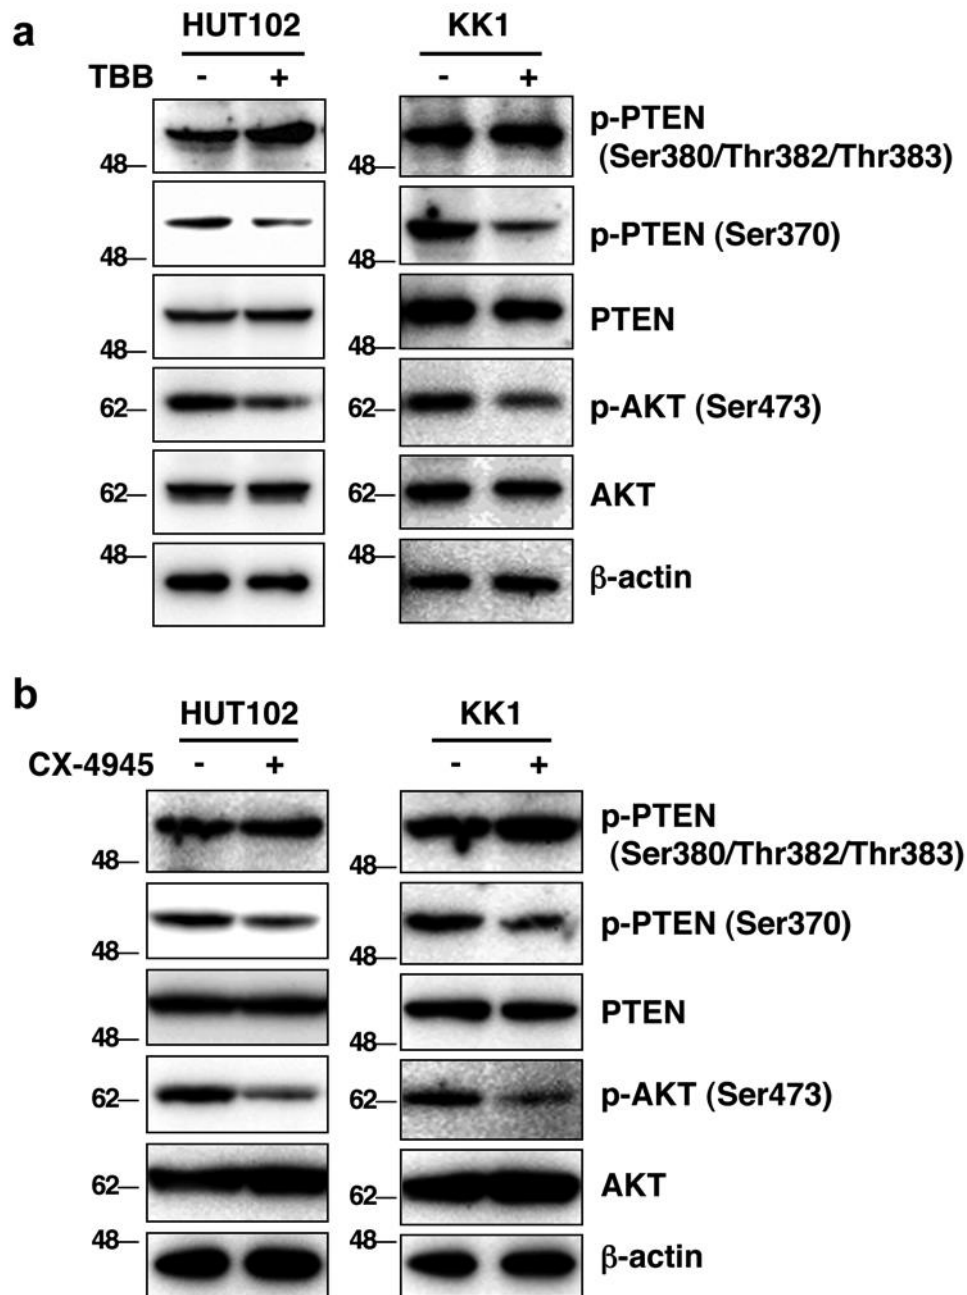 a
HUT102 KK1
TBB - + - +
48— 48— p-PTEN
(Ser380/Thr382/Thr383)
48— 48— p-PTEN (Ser370)
48— 48— PTEN
62— 62— p-AKT (Ser473)
62— 62— AKT
48— 48— β-actin
b
HUT102 KK1
CX-4945 - + - +
48— 48— p-PTEN
(Ser380/Thr382/Thr383)
48— 48— p-PTEN (Ser370)
48— 48— PTEN
62— 62— p-AKT (Ser473)
62— 62— AKT
48— 48— β-actin